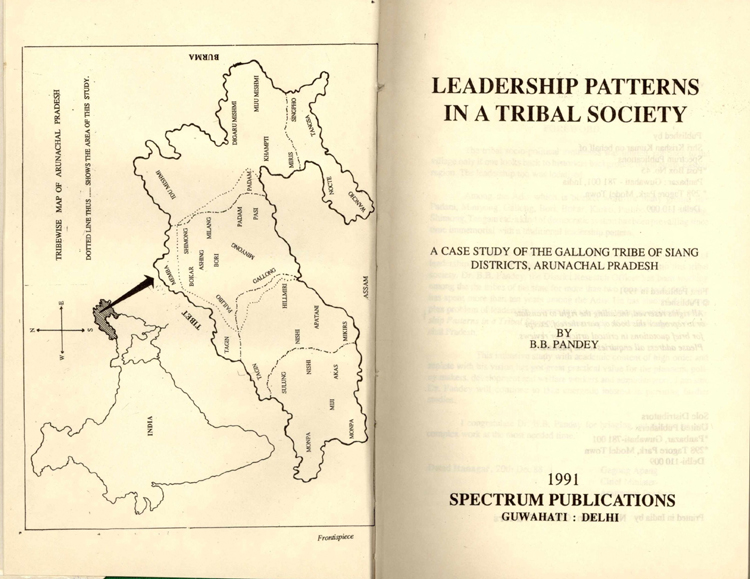 TRIBEWISE MAP OF ARUNACHAL PRADESH
DOTTED LINE THUS ..... SHOWS THE AREA OF THIS STUDY.
BURMA
E
N
S
W
INDIA
TIBET
ASSAM
IDU MISHMI
DIGARU MISHMI
MIJU MISHMI
KHAMPTI
SINGPHO
MERIS
TANGSA
NOCTE
WANCHO
MEMBA
SHIMONG
BOKAR
ASHING
BORI
MILANG
PADAM
PADAM
PASI
MINYONG
GALLONG
PAILIBO
TAGIN
TAGIN
HILLMIRI
NISHI
APATANI
MIKIRS
SULUNG
NISHI
AKAS
MIJI
MONPA
MONPA
Frontispiece
LEADERSHIP PATTERNS
IN A TRIBAL SOCIETY
A CASE STUDY OF THE GALLONG TRIBE OF SIANG
DISTRICTS, ARUNACHAL PRADESH
BY
B.B. PANDEY
1991
SPECTRUM PUBLICATIONS
GUWAHATI : DELHI